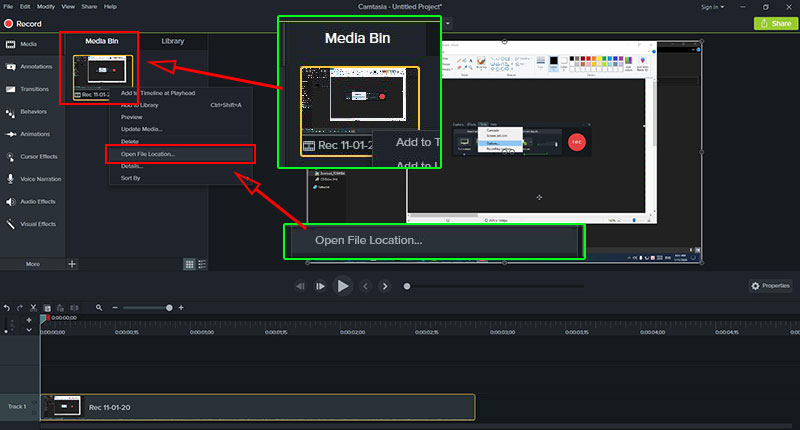 File Edit Modify View Share Help
Camtasia - Untitled Project*
Sign In
Record
Share
Media
Annotations
Transitions
Behaviors
Animations
Cursor Effects
Voice Narration
Audio Effects
Visual Effects
More
Media Bin
Library
Rec 11-01-20
Add to Timeline at Playhead
Add to Library Ctrl+Shift+A
Preview
Update Media...
Delete
Open File Location...
Details...
Sort By
Media Bin
Rec 11-01-2
Add to T
Add to L
Open File Location...
rec
Properties
0:00:00;00
0:00:00;00
0:00:00;15
0:00:01;00
0:00:01;15
0:00:02;00
0:00:02;15
0:00:03;00
0:00:03;15
0:00:04;00
Track 1
Rec 11-01-20